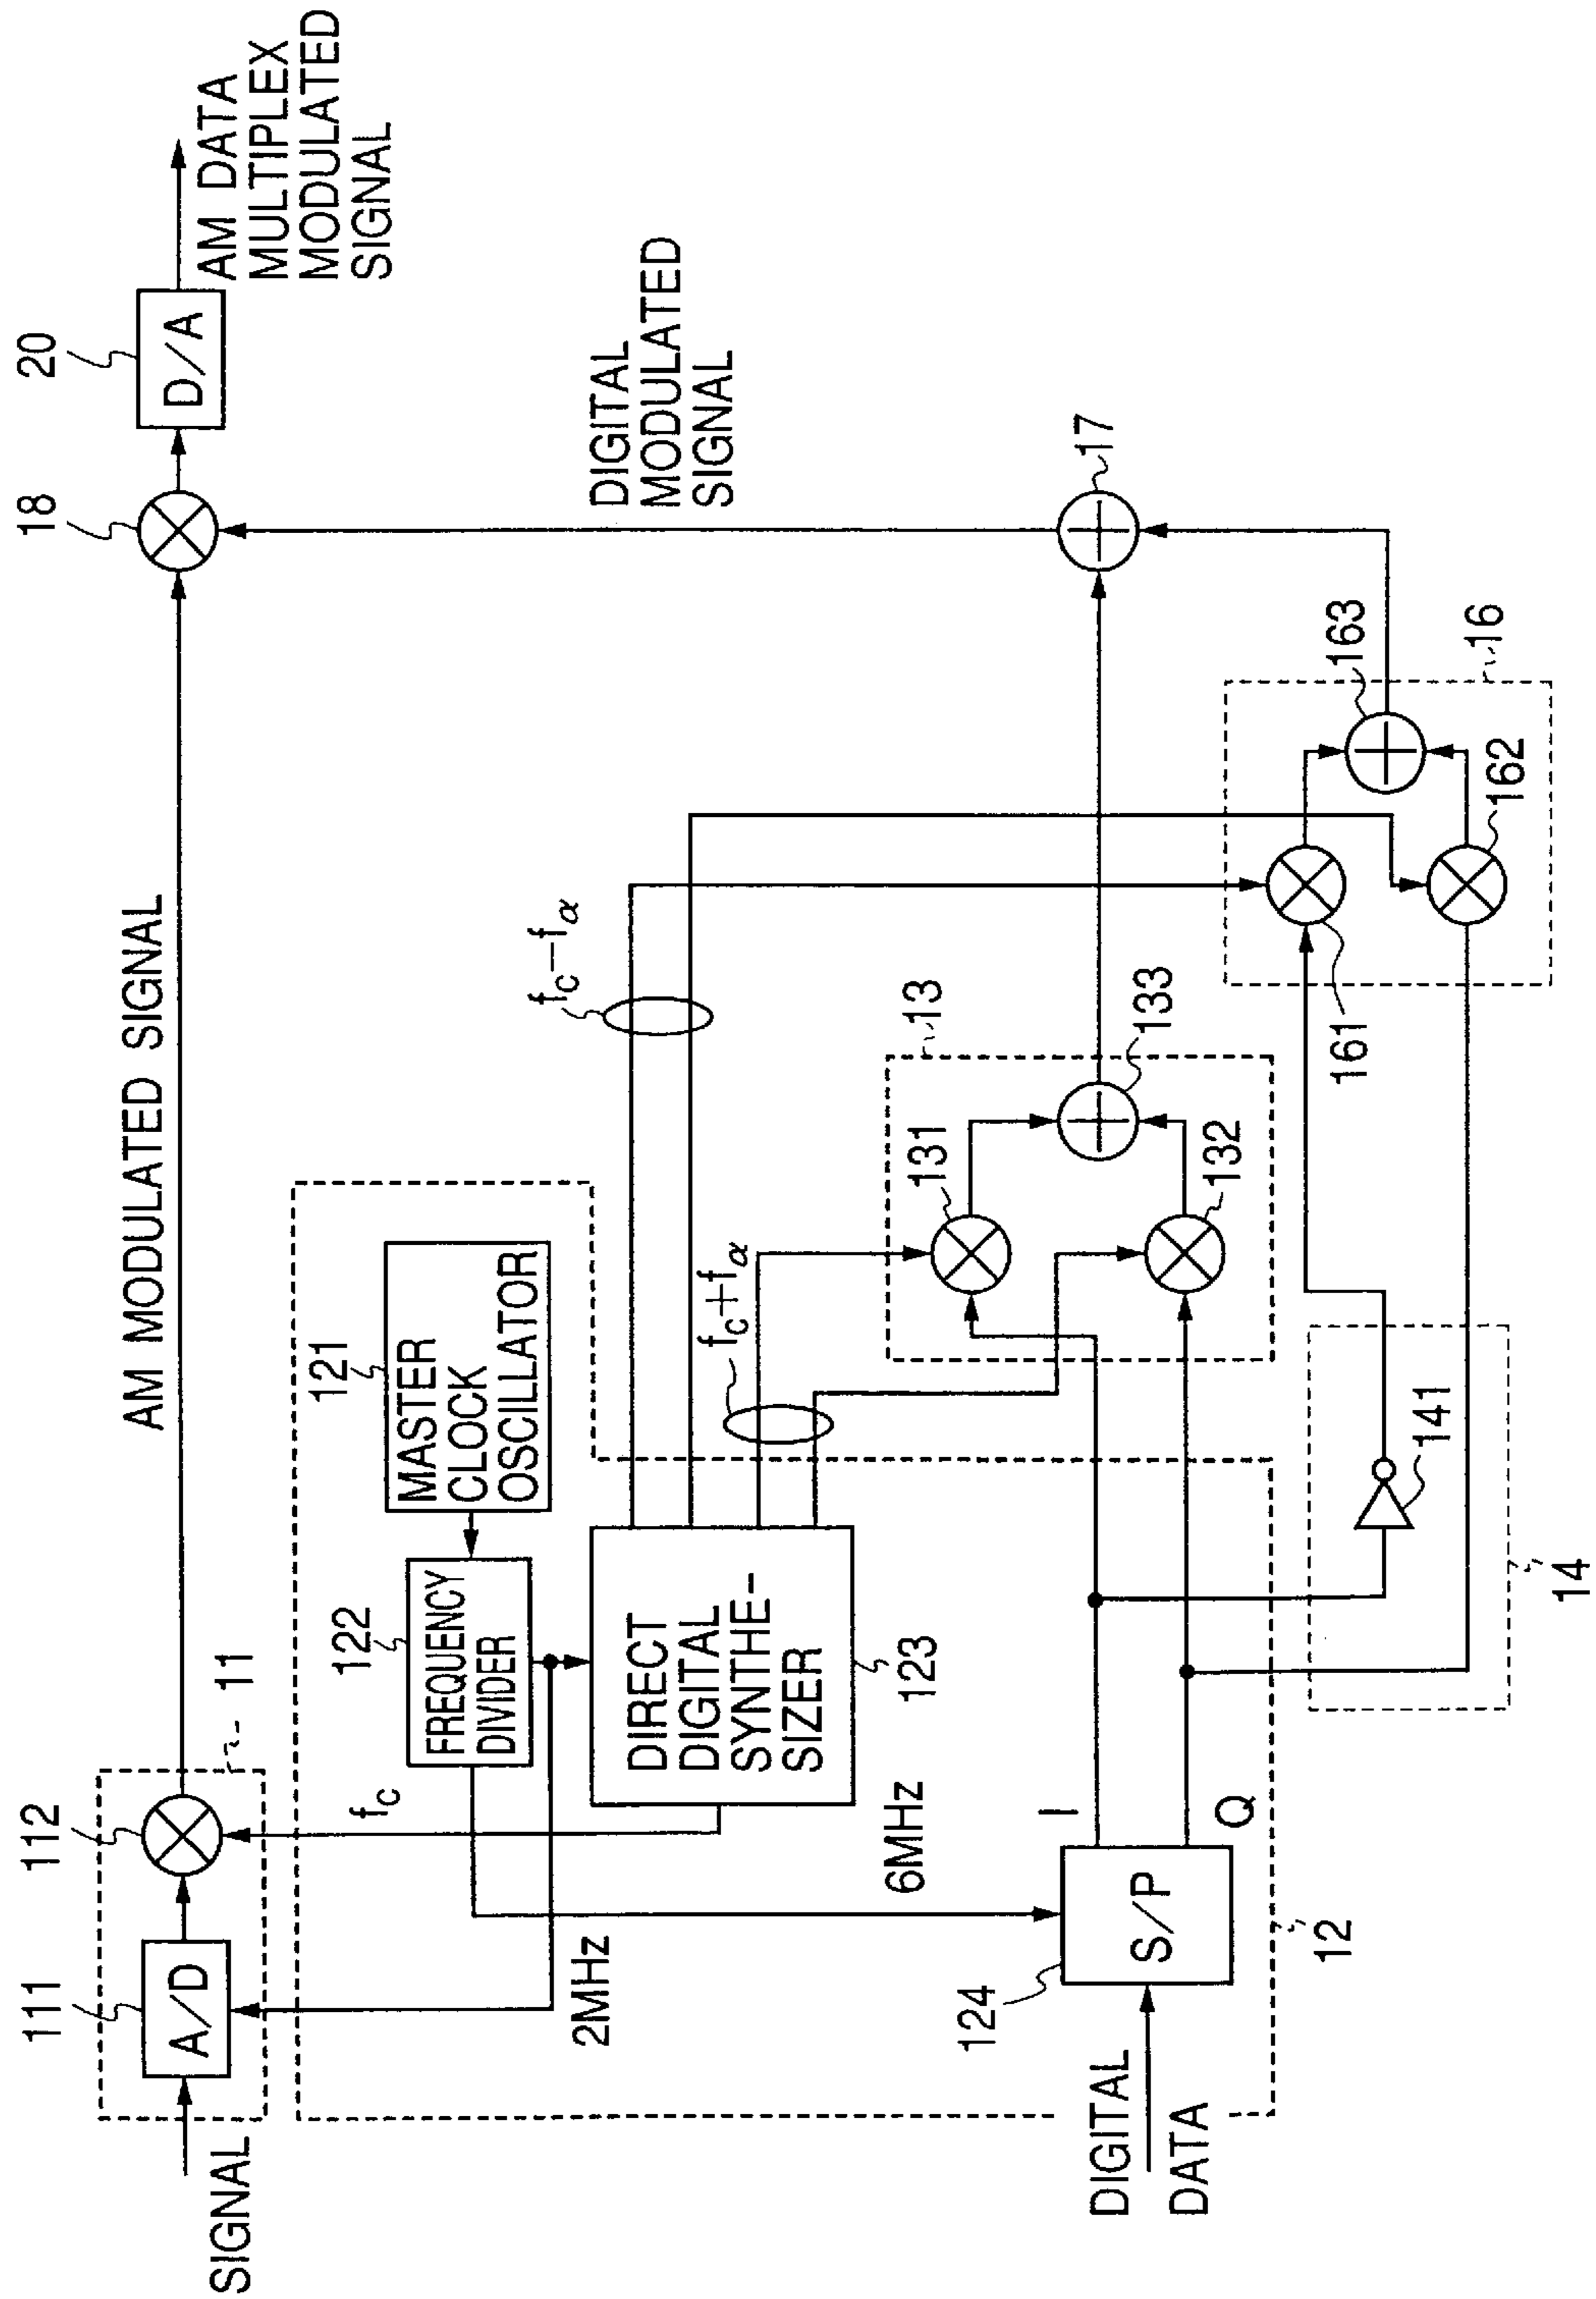 SIGNAL
111
A/D
112
11
AM MODULATED SIGNAL
18
20
D/A
AM DATA
MULTIPLEX
MODULATED
SIGNAL
121
MASTER
CLOCK
OSCILLATOR
122
FREQUENCY
DIVIDER
fc
2MHz
6MHz
DIRECT
DIGITAL
SYNTHE-
SIZER
123
fc−fα
fc+fα
DIGITAL
MODULATED
SIGNAL
17
13
131
132
133
DIGITAL
DATA
124
S/P
I
Q
12
14
141
161
162
163
16